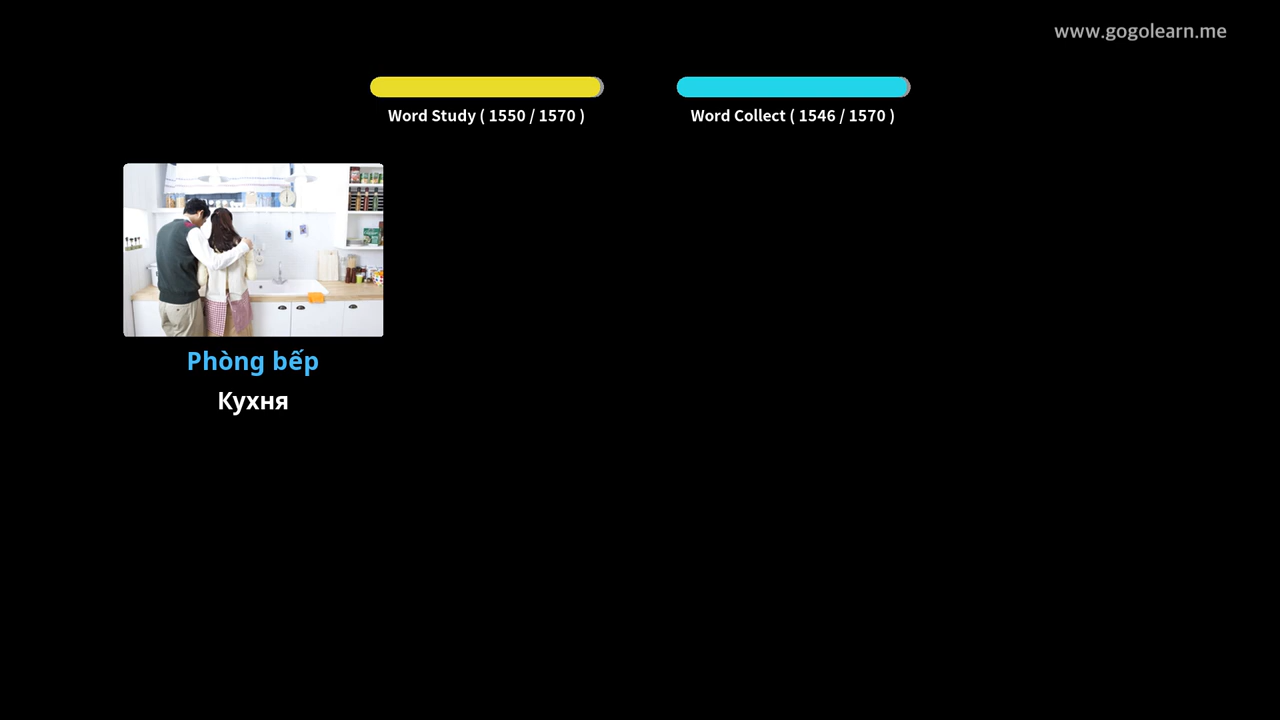 www.gogolearn.me
Word Study ( 1550 / 1570 )
Word Collect ( 1546 / 1570 )
Phòng bếp
Кухня